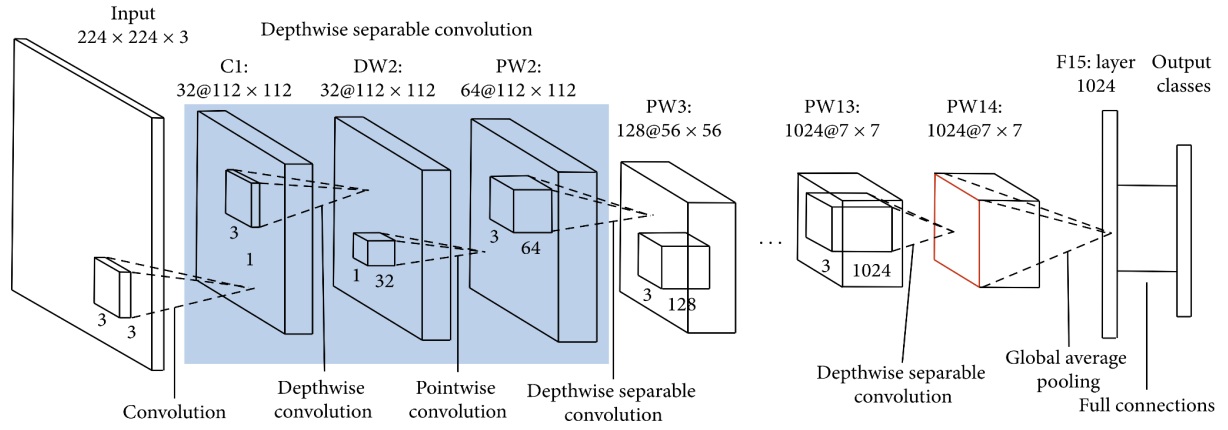 Input
224 × 224 × 3
Depthwise separable convolution
C1:
32@112 × 112
DW2:
32@112 × 112
PW2:
64@112 × 112
PW3:
128@56 × 56
PW13:
1024@7 × 7
PW14:
1024@7 × 7
F15: layer
1024
Output
classes
3
3
3
1
1
32
3
64
3
128
...
3
1024
Convolution
Depthwise
convolution
Pointwise
convolution
Depthwise separable
convolution
Depthwise separable
convolution
Global average
pooling
Full connections